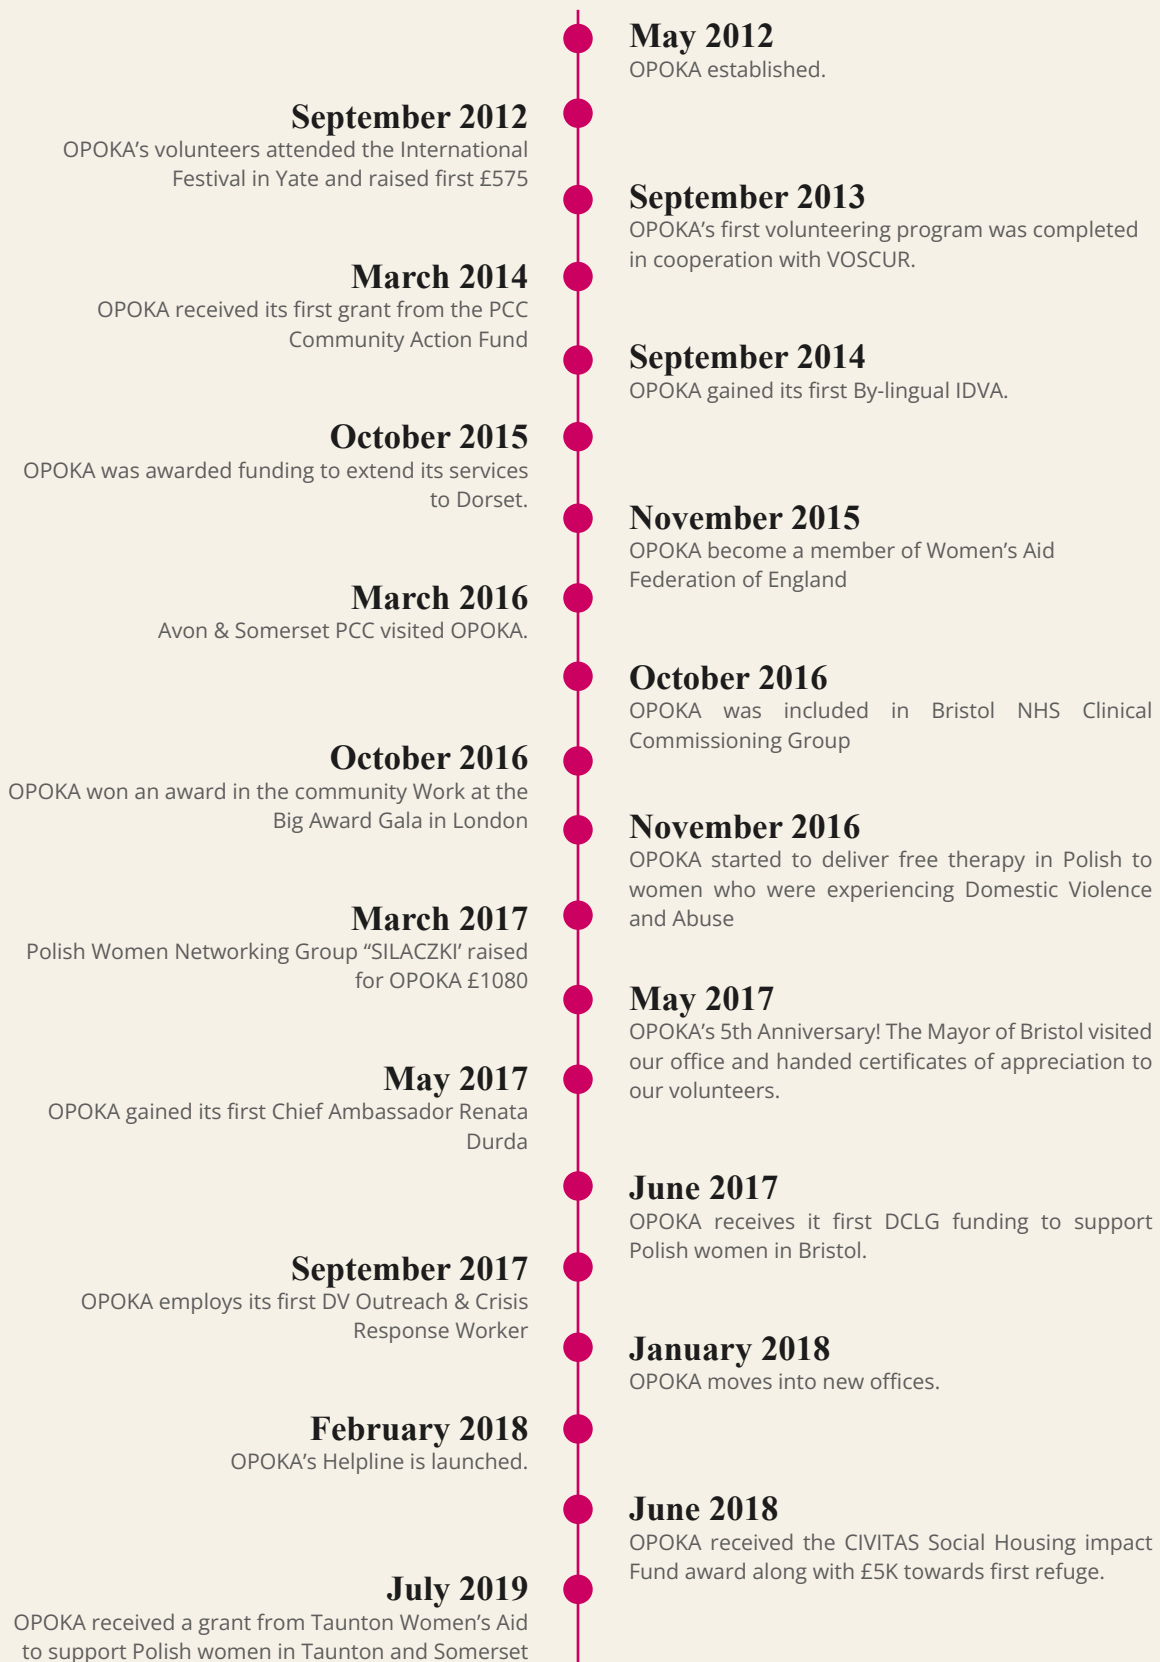 May 2012
OPOKA established.
September 2012
OPOKA’s volunteers attended the International
Festival in Yate and raised first £575
September 2013
OPOKA’s first volunteering program was completed
in cooperation with VOSCUR.
March 2014
OPOKA received its first grant from the PCC
Community Action Fund
September 2014
OPOKA gained its first By-lingual IDVA.
October 2015
OPOKA was awarded funding to extend its services
to Dorset.
November 2015
OPOKA become a member of Women’s Aid
Federation of England
March 2016
Avon & Somerset PCC visited OPOKA.
October 2016
OPOKA was included in Bristol NHS Clinical
Commissioning Group
October 2016
OPOKA won an award in the community Work at the
Big Award Gala in London
November 2016
OPOKA started to deliver free therapy in Polish to
women who were experiencing Domestic Violence
and Abuse
March 2017
Polish Women Networking Group “SILACZKI’ raised
for OPOKA £1080
May 2017
OPOKA’s 5th Anniversary! The Mayor of Bristol visited
our office and handed certificates of appreciation to
our volunteers.
May 2017
OPOKA gained its first Chief Ambassador Renata
Durda
June 2017
OPOKA receives it first DCLG funding to support
Polish women in Bristol.
September 2017
OPOKA employs its first DV Outreach & Crisis
Response Worker
January 2018
OPOKA moves into new offices.
February 2018
OPOKA’s Helpline is launched.
June 2018
OPOKA received the CIVITAS Social Housing impact
Fund award along with £5K towards first refuge.
July 2019
OPOKA received a grant from Taunton Women’s Aid
to support Polish women in Taunton and Somerset